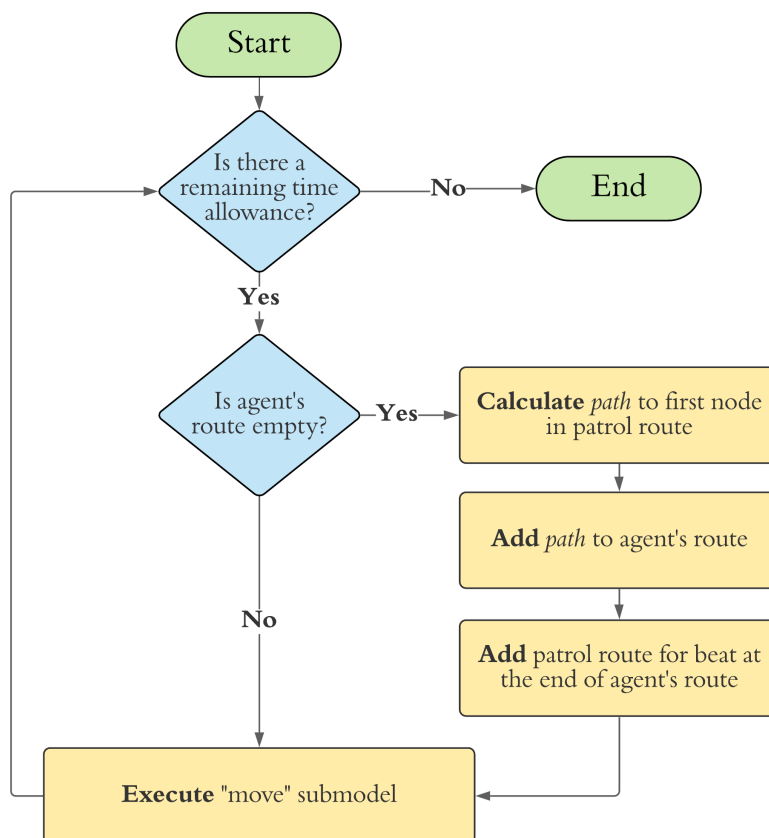 Start
Is there a
remaining time
allowance?
No
End
Yes
Is agent's
route empty?
Yes
Calculate path to first node
in patrol route
Add path to agent's route
No
Add patrol route for beat at
the end of agent's route
Execute "move" submodel